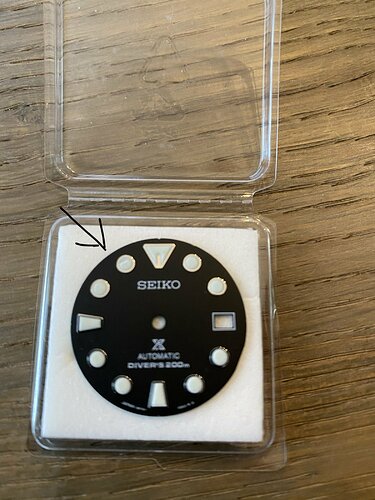 SEIKO
X
AUTOMATIC
DIVER'S 200m